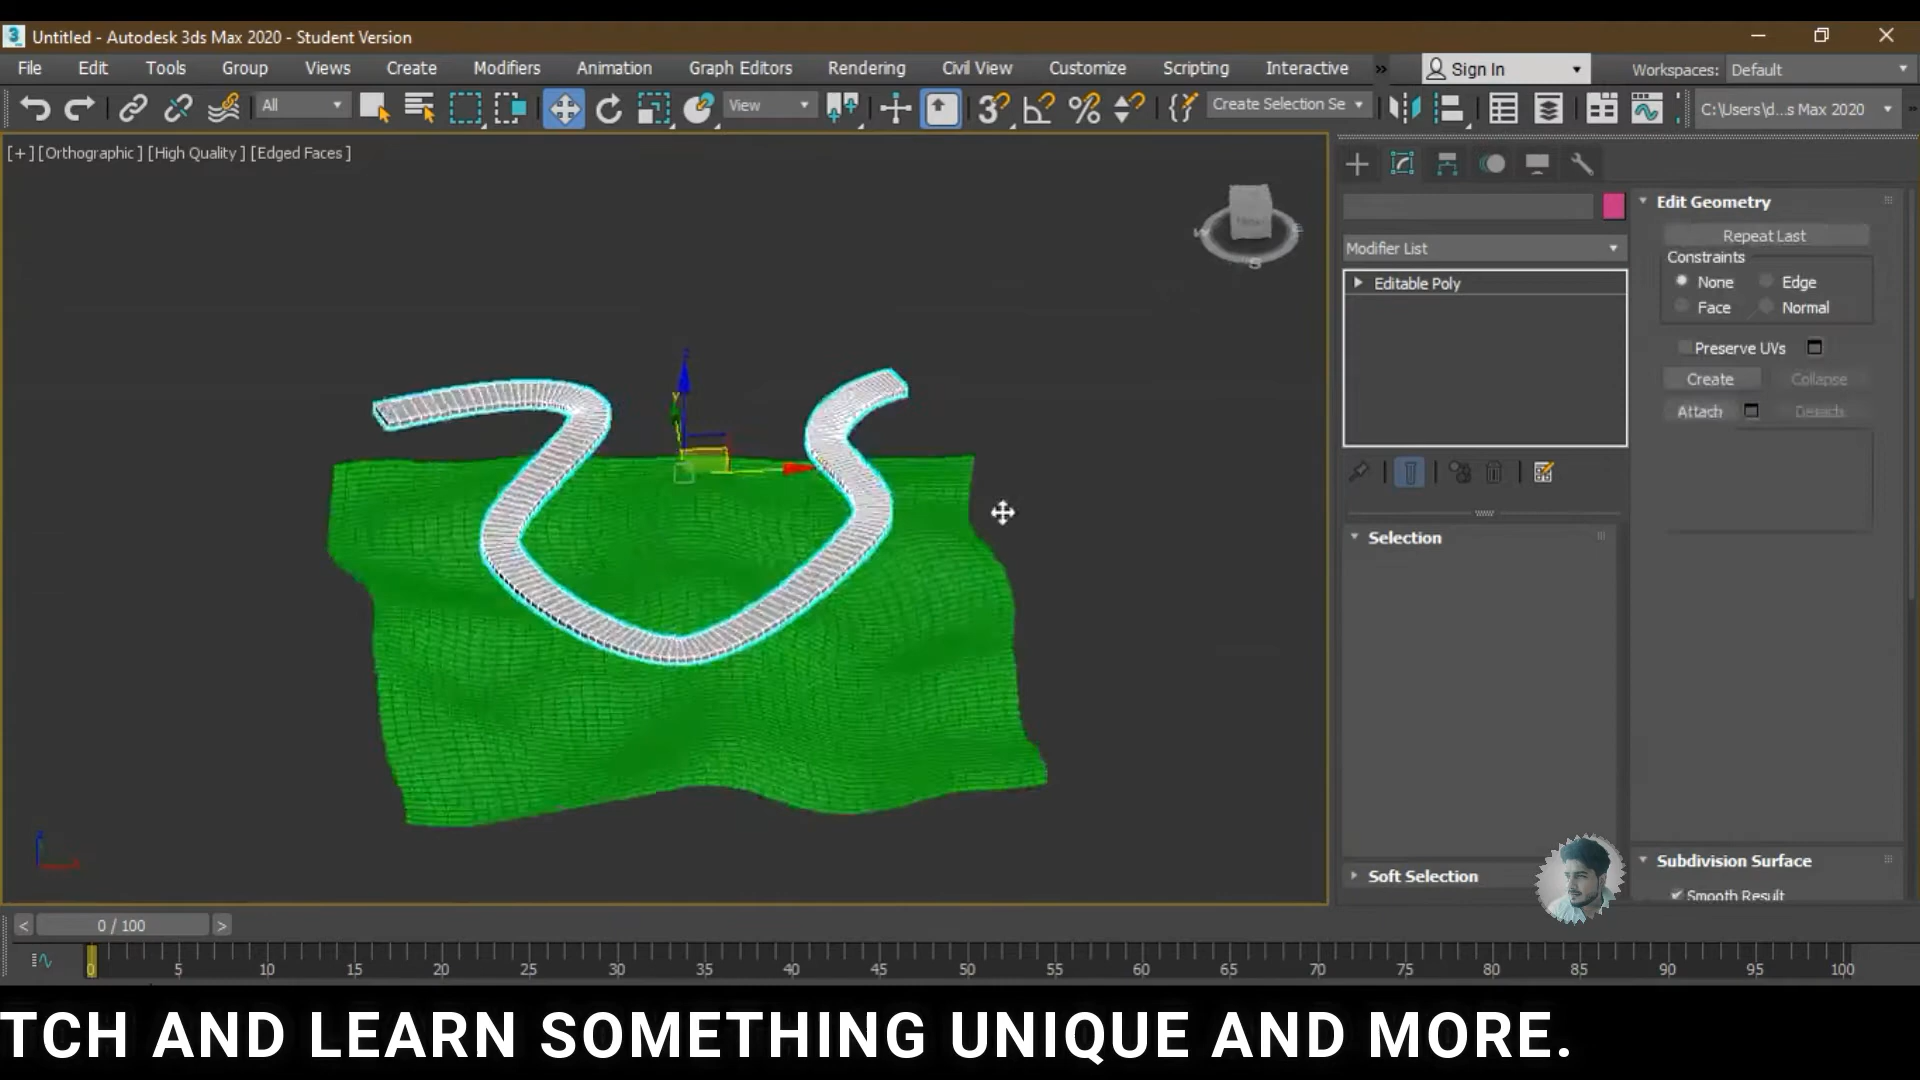 Untitled - Autodesk 3ds Max 2020 - Student Version
File Edit Tools Group Views Create Modifiers Animation Graph Editors Rendering Civil View Customize Scripting Interactive » Sign In Workspaces: Default
All View Create Selection Se C:\Users\d...s Max 2020 »
[+] [Orthographic] [High Quality] [Edged Faces]
Edit Geometry
Repeat Last
Modifier List
Constraints
Editable Poly
None Edge
Face Normal
Preserve UVs
Create Collapse
Attach Detach
Selection
Subdivision Surface
Soft Selection
Smooth Result
< 0 / 100 >
0 5 10 15 20 25 30 35 40 45 50 55 60 65 70 75 80 85 90 95 100
TCH AND LEARN SOMETHING UNIQUE AND MORE.